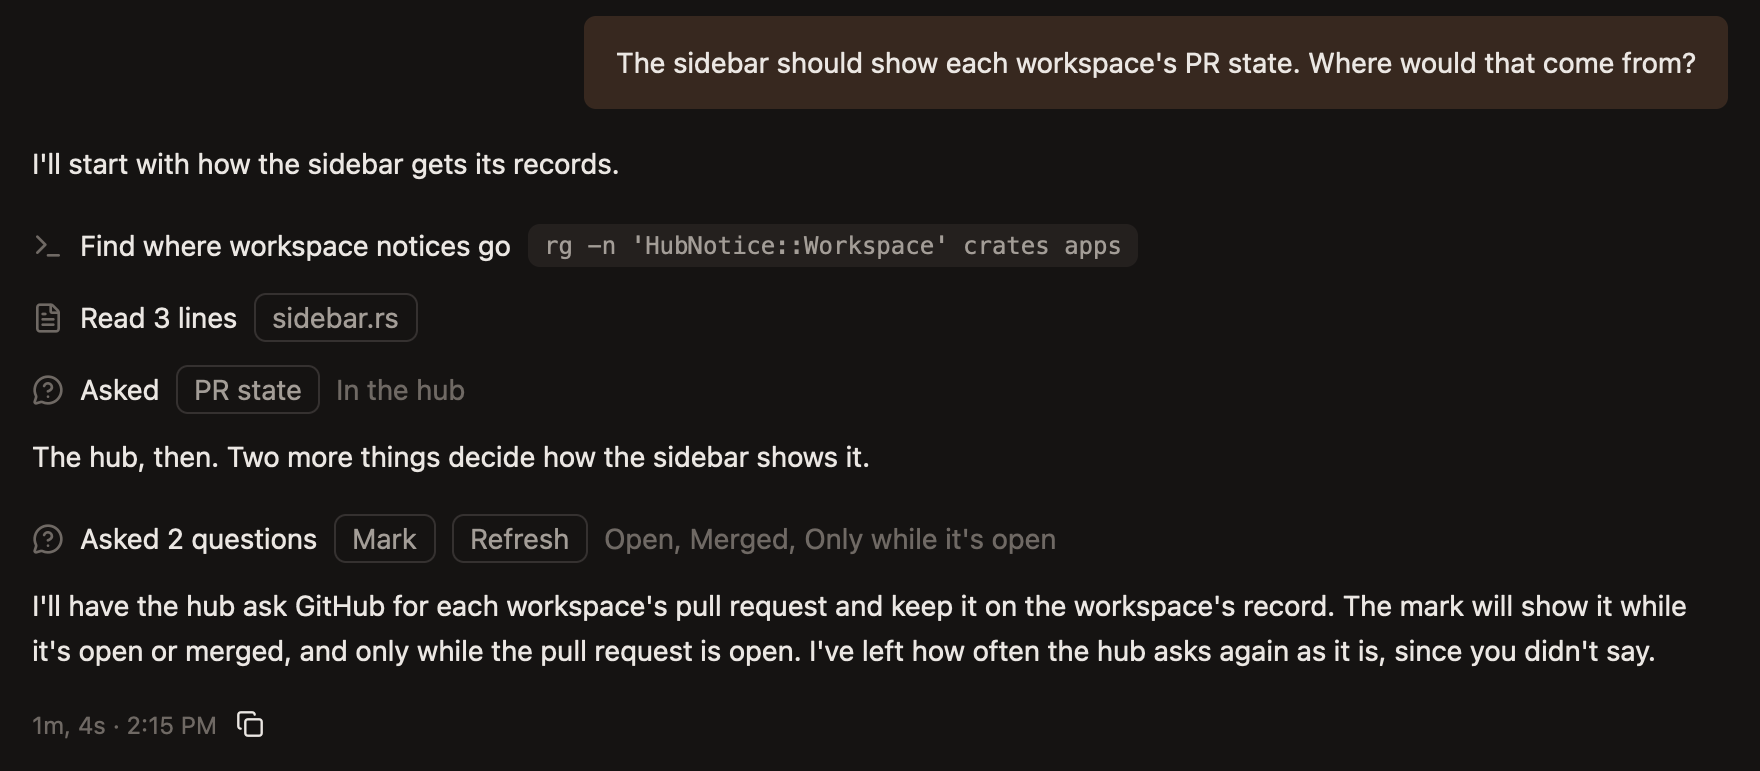 The sidebar should show each workspace's PR state. Where would that come from?
I'll start with how the sidebar gets its records.
Find where workspace notices go rg -n 'HubNotice::Workspace' crates apps
Read 3 lines sidebar.rs
Asked PR state In the hub
The hub, then. Two more things decide how the sidebar shows it.
Asked 2 questions Mark Refresh Open, Merged, Only while it's open
I'll have the hub ask GitHub for each workspace's pull request and keep it on the workspace's record. The mark will show it while
it's open or merged, and only while the pull request is open. I've left how often the hub asks again as it is, since you didn't say.
1m, 4s · 2:15 PM